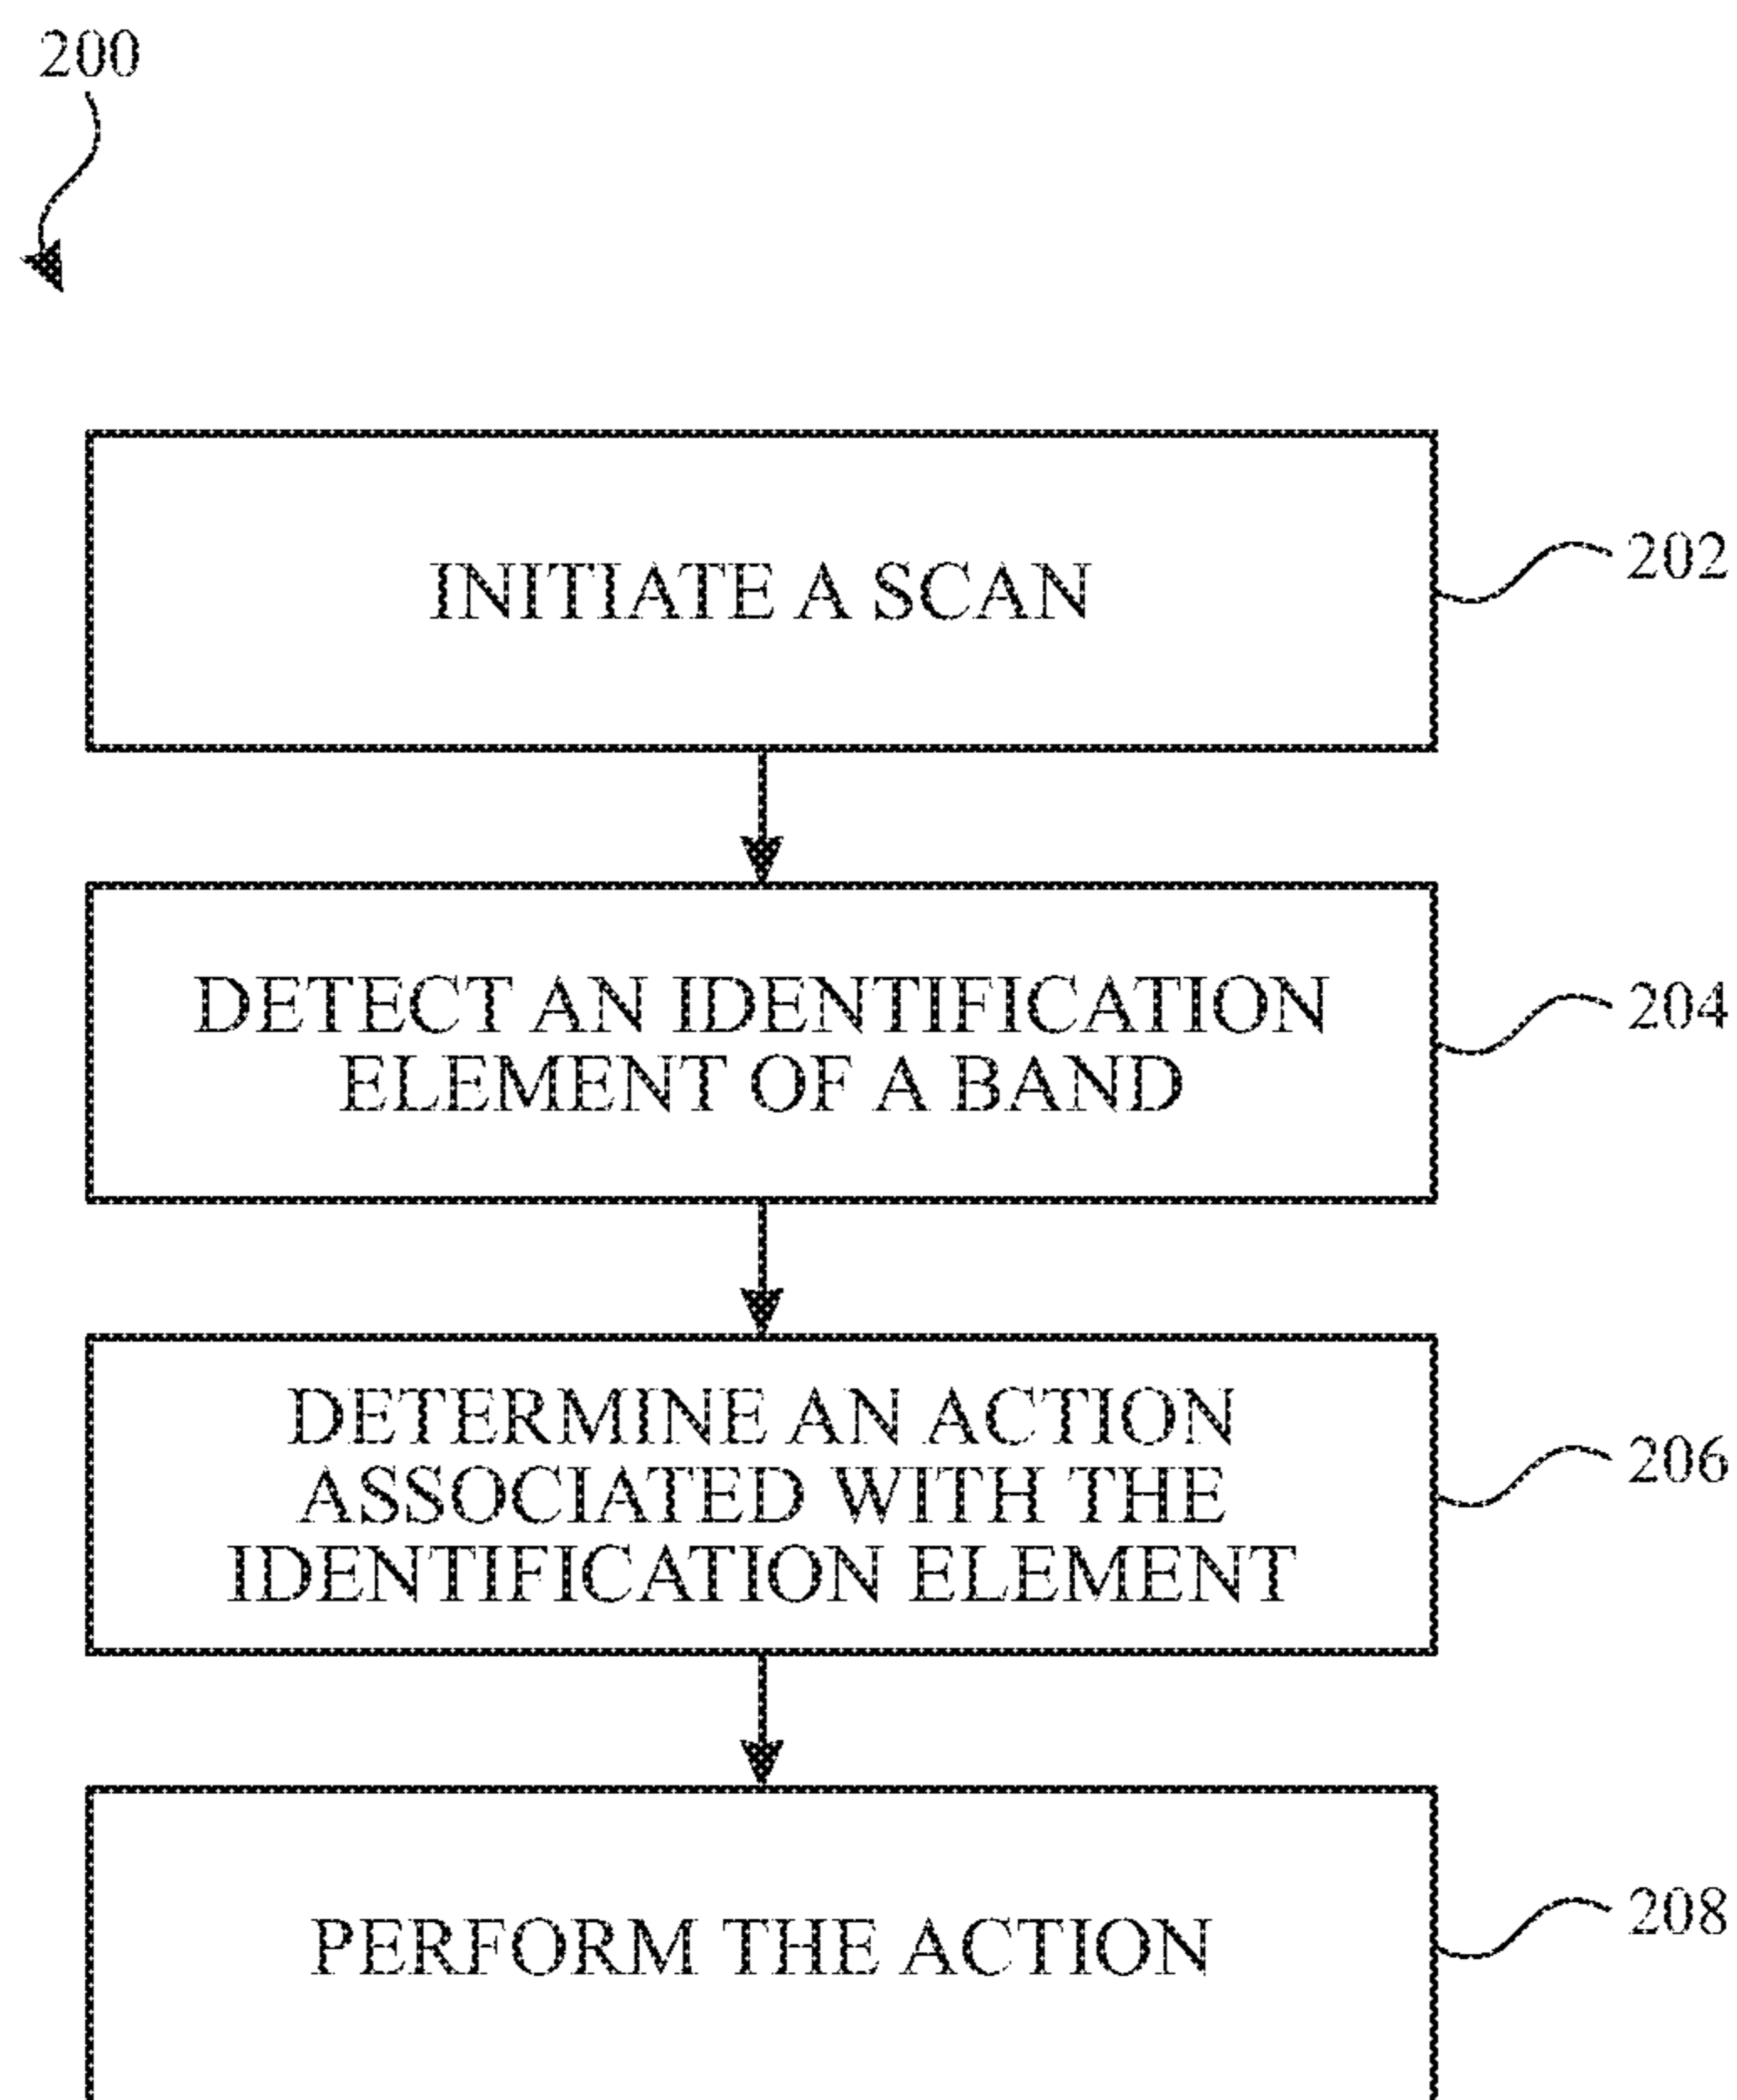 200
INITIATE A SCAN
202
DETECT AN IDENTIFICATION
ELEMENT OF A BAND
204
DETERMINE AN ACTION
ASSOCIATED WITH THE
IDENTIFICATION ELEMENT
206
PERFORM THE ACTION
208